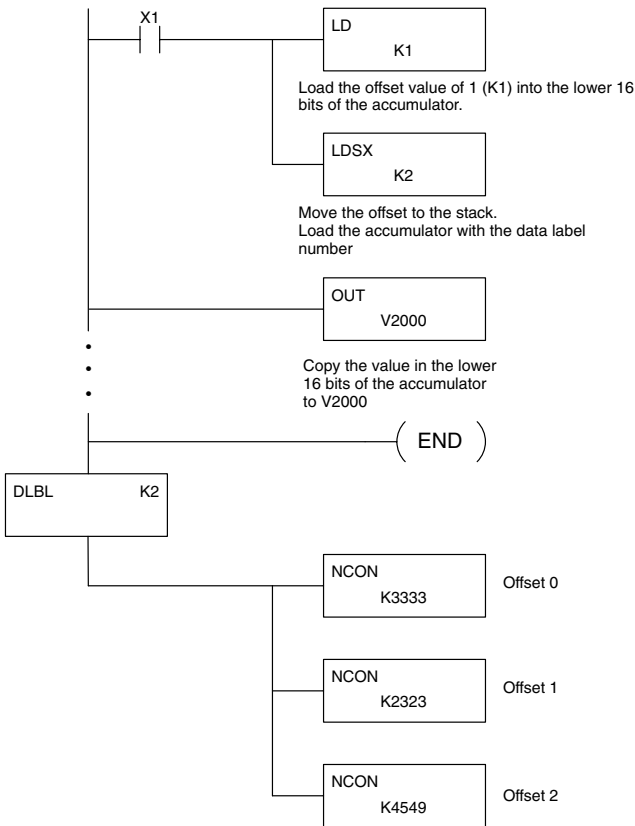 X1
LD
K1
Load the offset value of 1 (K1) into the lower 16
bits of the accumulator.
LDSX
K2
Move the offset to the stack.
Load the accumulator with the data label
number
OUT
V2000
Copy the value in the lower
16 bits of the accumulator
to V2000
END
DLBL K2
NCON
K3333
Offset 0
NCON
K2323
Offset 1
NCON
K4549
Offset 2